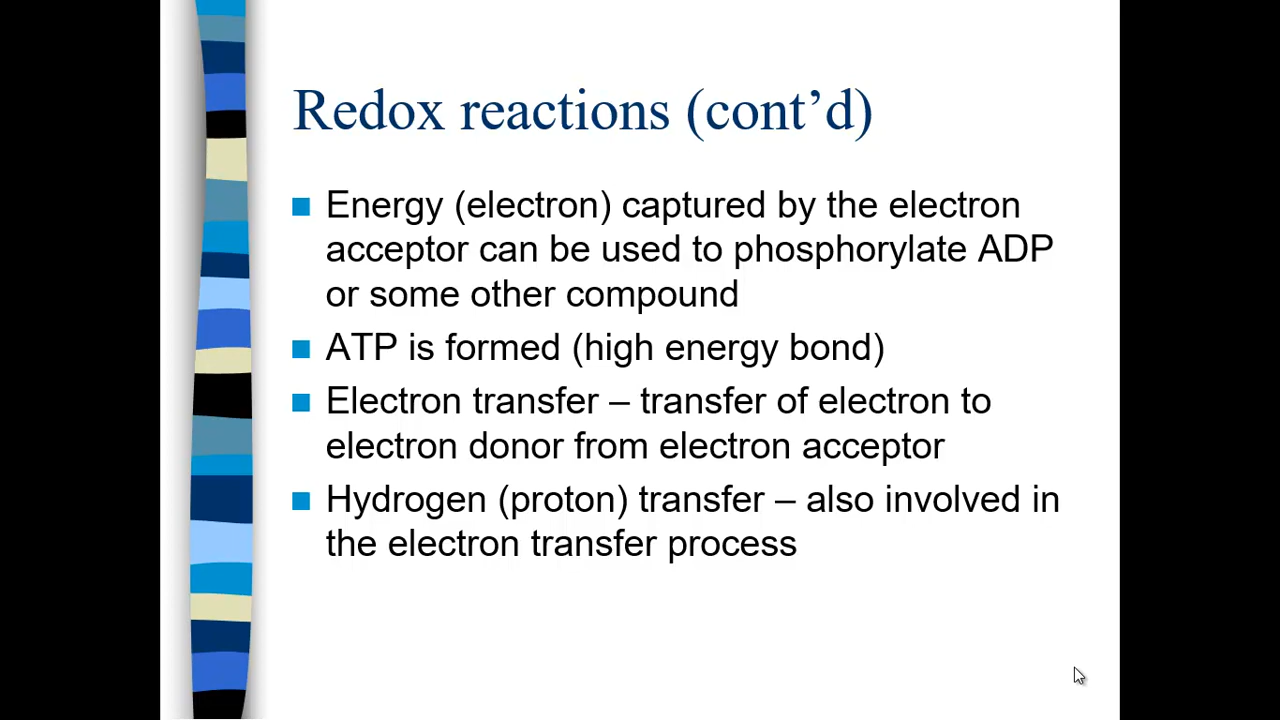 Redox reactions (cont’d)
Energy (electron) captured by the electron
acceptor can be used to phosphorylate ADP
or some other compound
ATP is formed (high energy bond)
Electron transfer – transfer of electron to
electron donor from electron acceptor
Hydrogen (proton) transfer – also involved in
the electron transfer process